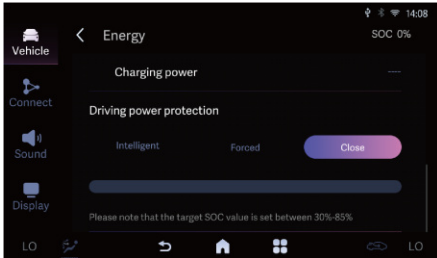 14:08
Vehicle
Energy
SOC 0%
Charging power
Connect
Driving power protection
Intelligent
Forced
Close
Sound
Display
Please note that the target SOC value is set between 30%-85%
LO
LO